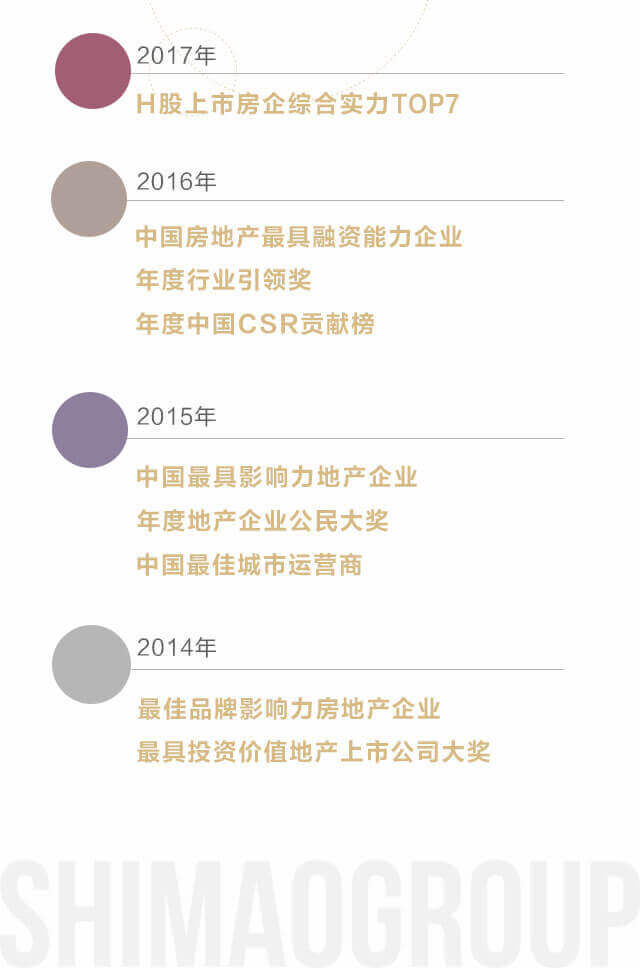 2017年
H股上市房企综合实力TOP7
2016年
中国房地产最具融资能力企业
年度行业引领奖
年度中国CSR贡献榜
2015年
中国最具影响力地产企业
年度地产企业公民大奖
中国最佳城市运营商
2014年
最佳品牌影响力房地产企业
最具投资价值地产上市公司大奖
SHIMAOGROUP